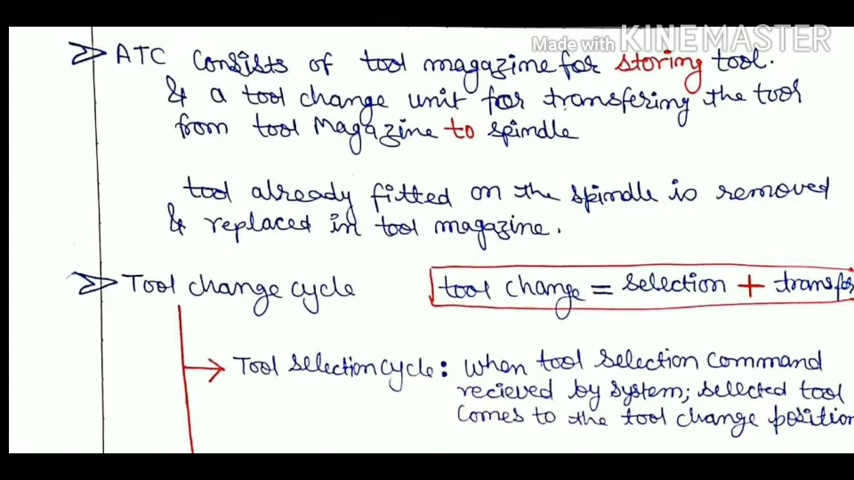 Made with KINEMASTER
ATC consists of tool magazine for storing tool.
& a tool change unit for transfering the tool
from tool Magazine to spindle
tool already fitted on the spindle is removed
& replaced in tool magazine.
Tool change cycle
tool change = selection + transfer
Tool selection cycle: when tool selection command
recieved by system; selected tool
comes to the tool change position